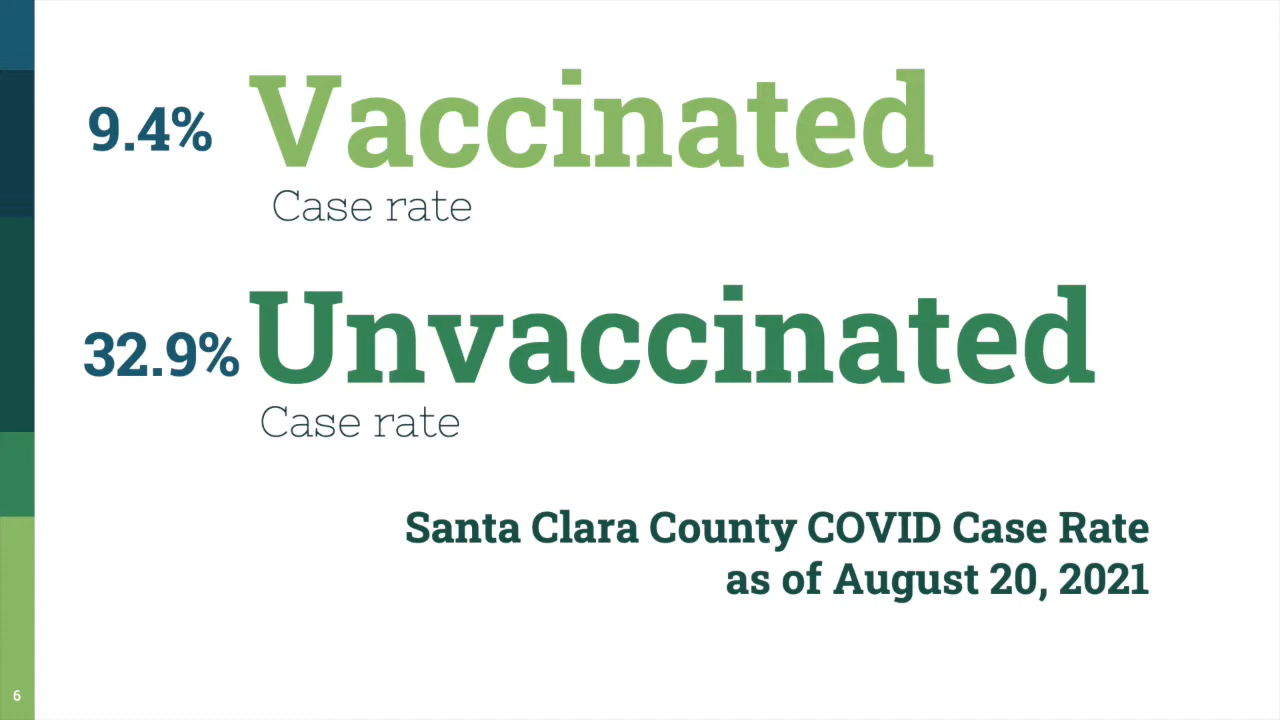 9.4% Vaccinated
Case rate
32.9% Unvaccinated
Case rate
Santa Clara County COVID Case Rate
as of August 20, 2021
6